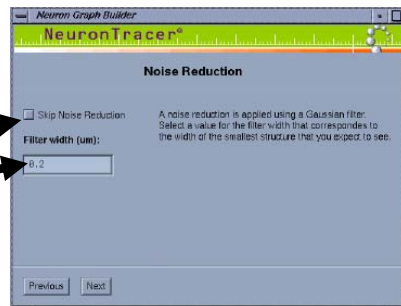 Neuron Graph Builder
NeuronTracer®
Noise Reduction
Skip Noise Reduction
Filter width (um):
0.2
A noise reduction is applied using a Gaussian filter.
Select a value for the filter width that correspondes to
the width of the smallest structure that you expect to see.
Previous
Next